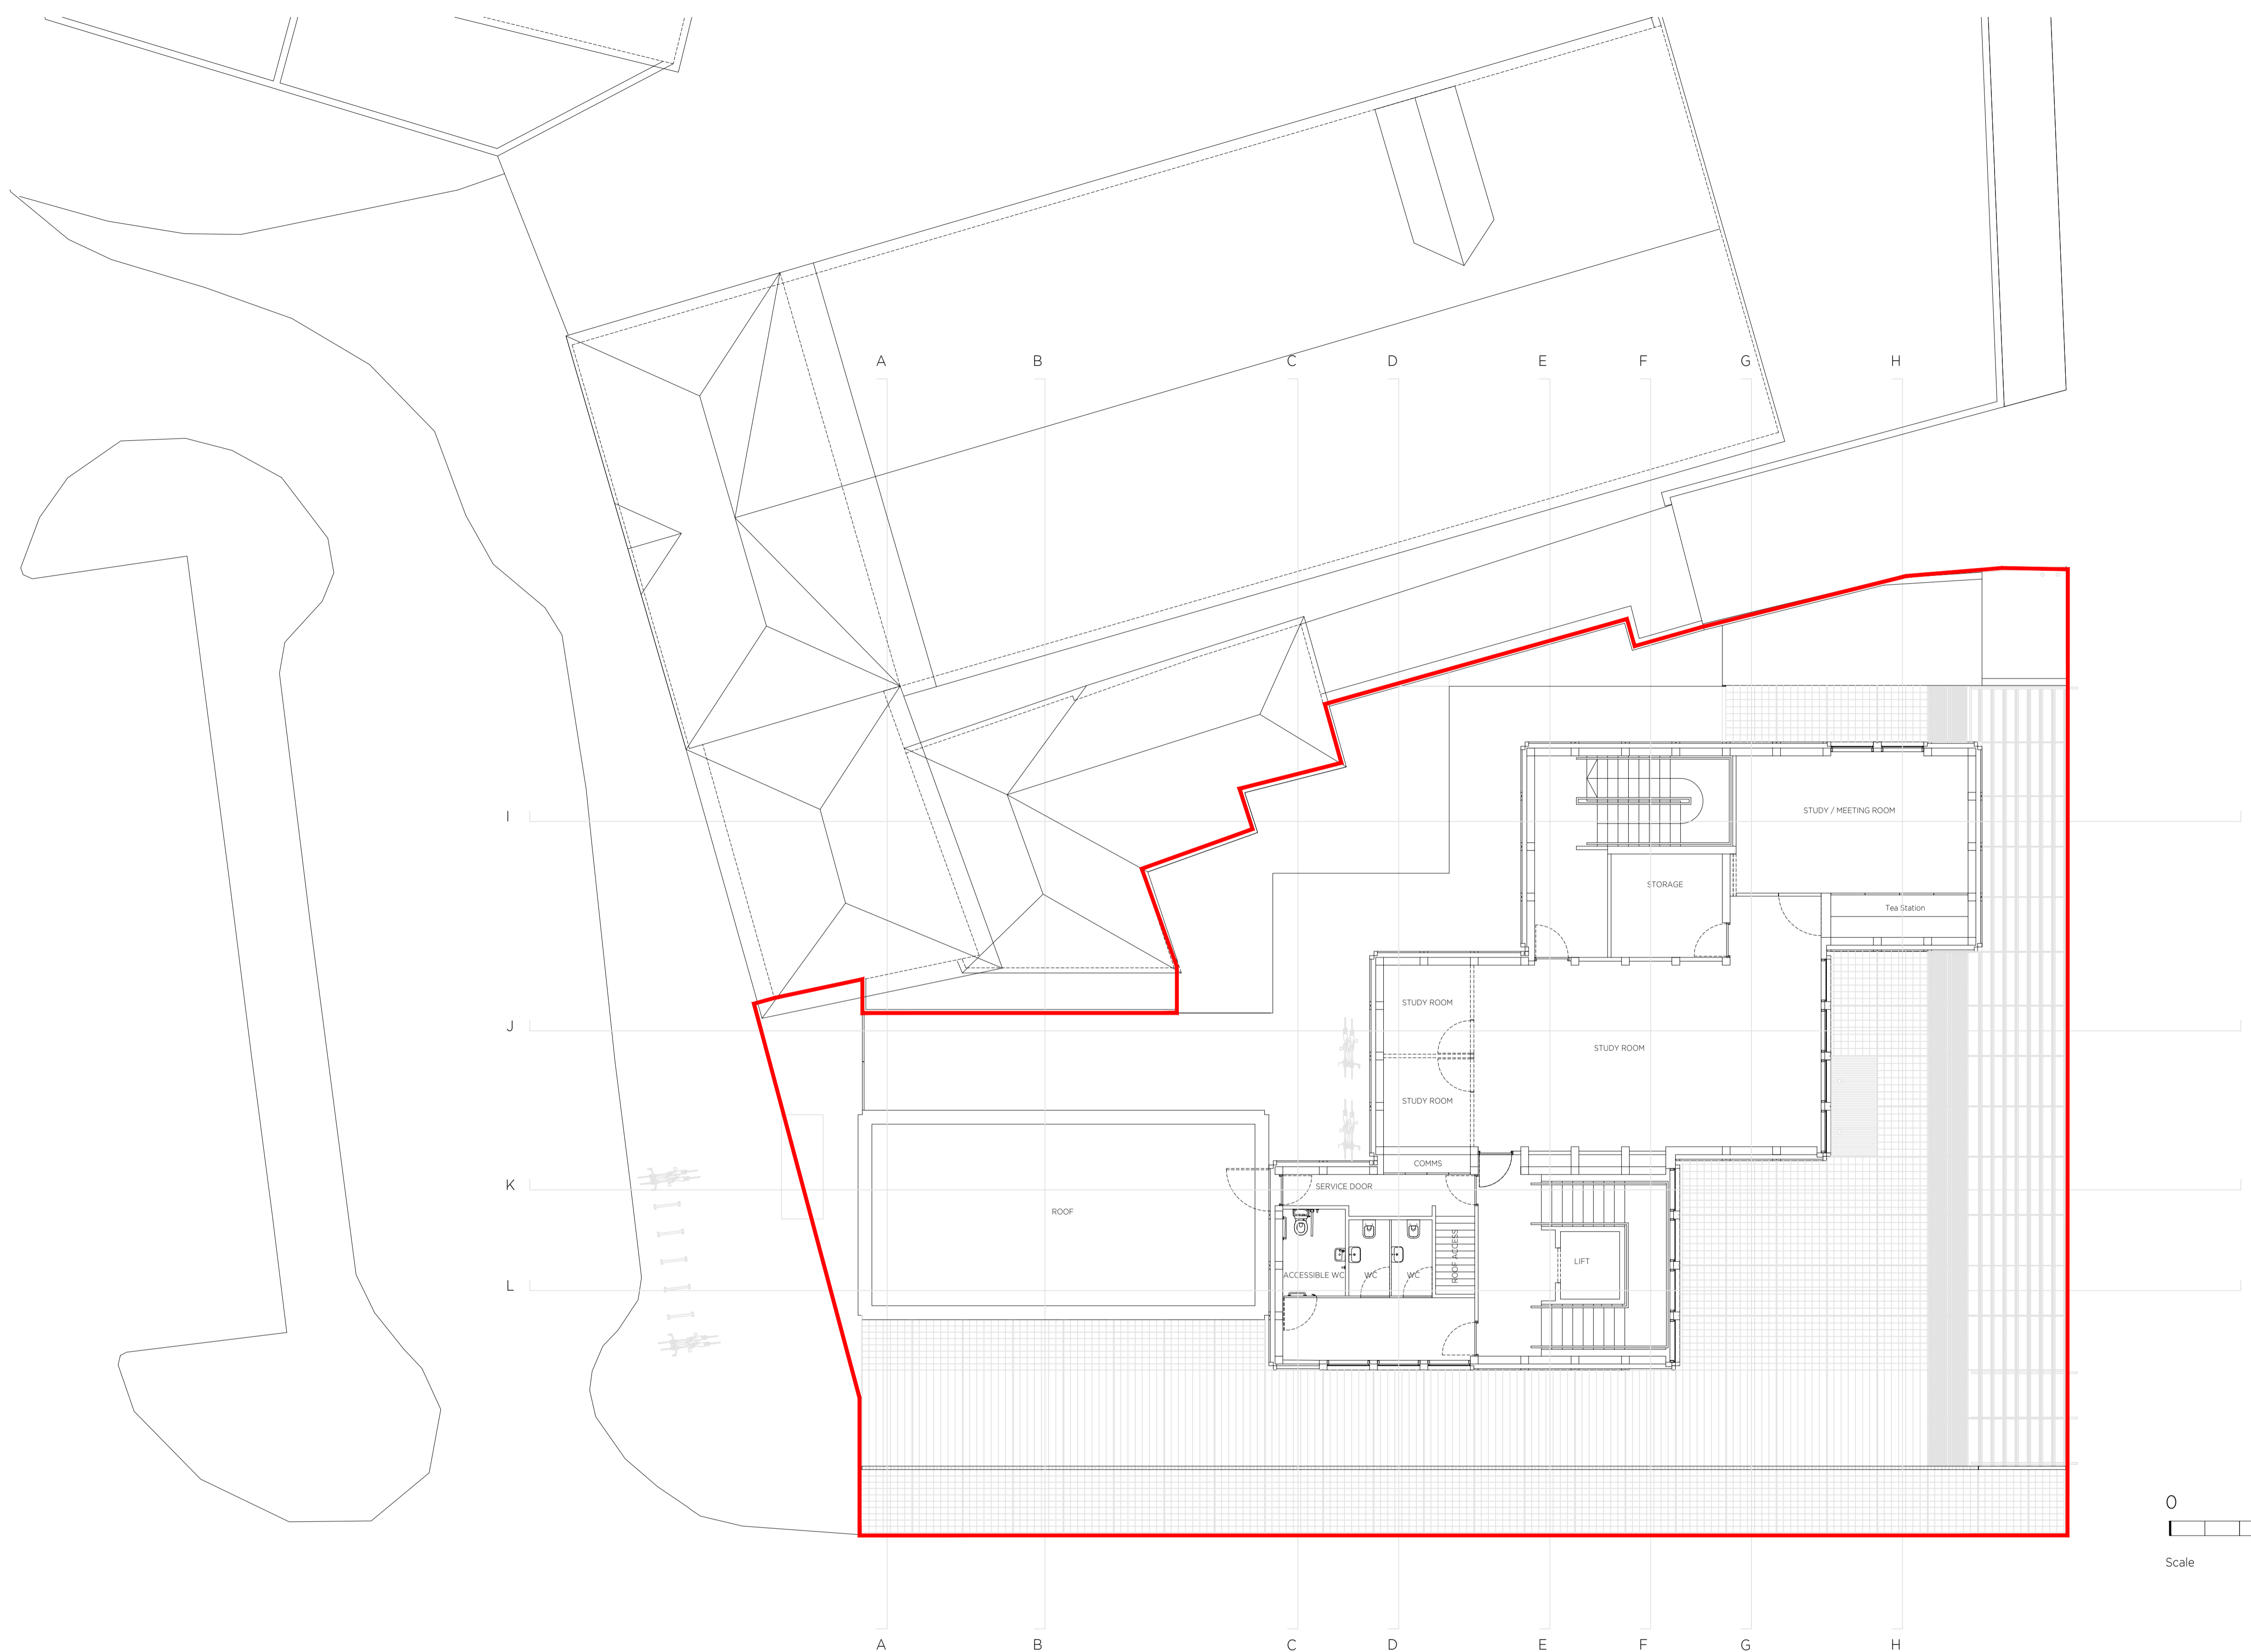 A B C D E F G H
I
STUDY / MEETING ROOM
STORAGE
Tea Station
STUDY ROOM
J
STUDY ROOM
STUDY ROOM
COMMS
K
SERVICE DOOR
ROOF
ROOF ACCESS
LIFT
L
ACCESSIBLE WC
WC
WC
0
Scale
A B C D E F G H